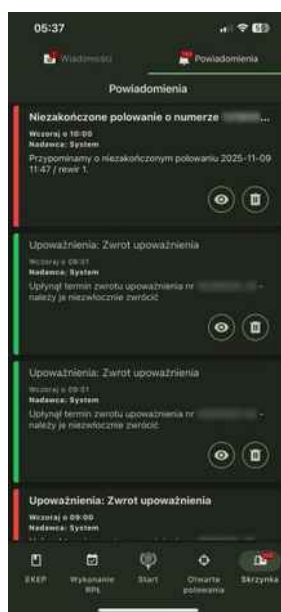 05:37
Wiadomości
Powiadomienia
Powiadomienia
Niezakończone polowanie o numerze ...
Wczoraj o 10:00
Nadawca: System
Przypominamy o niezakończonym polowaniu 2025-11-09
11:47 / rewir 1.
Upoważnienia: Zwrot upoważnienia
Wczoraj o 09:31
Nadawca: System
Upłynął termin zwrotu upoważnienia nr -
należy je niezwłocznie zwrócić
Upoważnienia: Zwrot upoważnienia
Wczoraj o 09:31
Nadawca: System
Upłynął termin zwrotu upoważnienia nr -
należy je niezwłocznie zwrócić
Upoważnienia: Zwrot upoważnienia
Wczoraj o 09:00
Nadawca: System
EKEP
Wykonanie
RPŁ
Start
Otwarte
polowania
Skrzynka